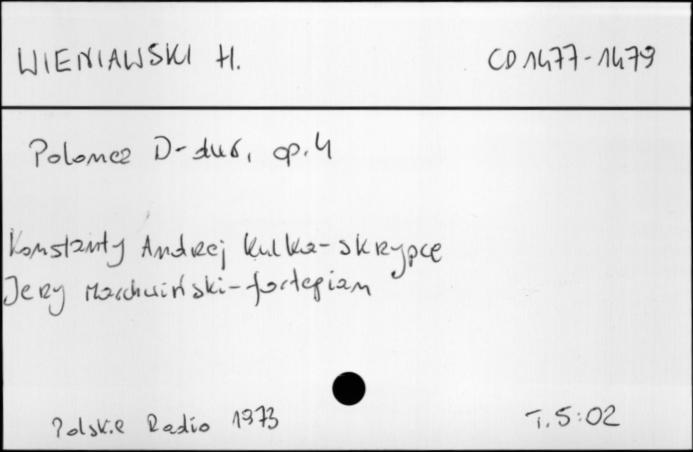 WIENIAWSKI H. CD 1477-1479
Polonez D-dur, op. 4
Konstanty Andrzej Kulka - skrzypce
Jerzy Marchwiński - fortepian
Polskie Radio 1973 T. 5:02